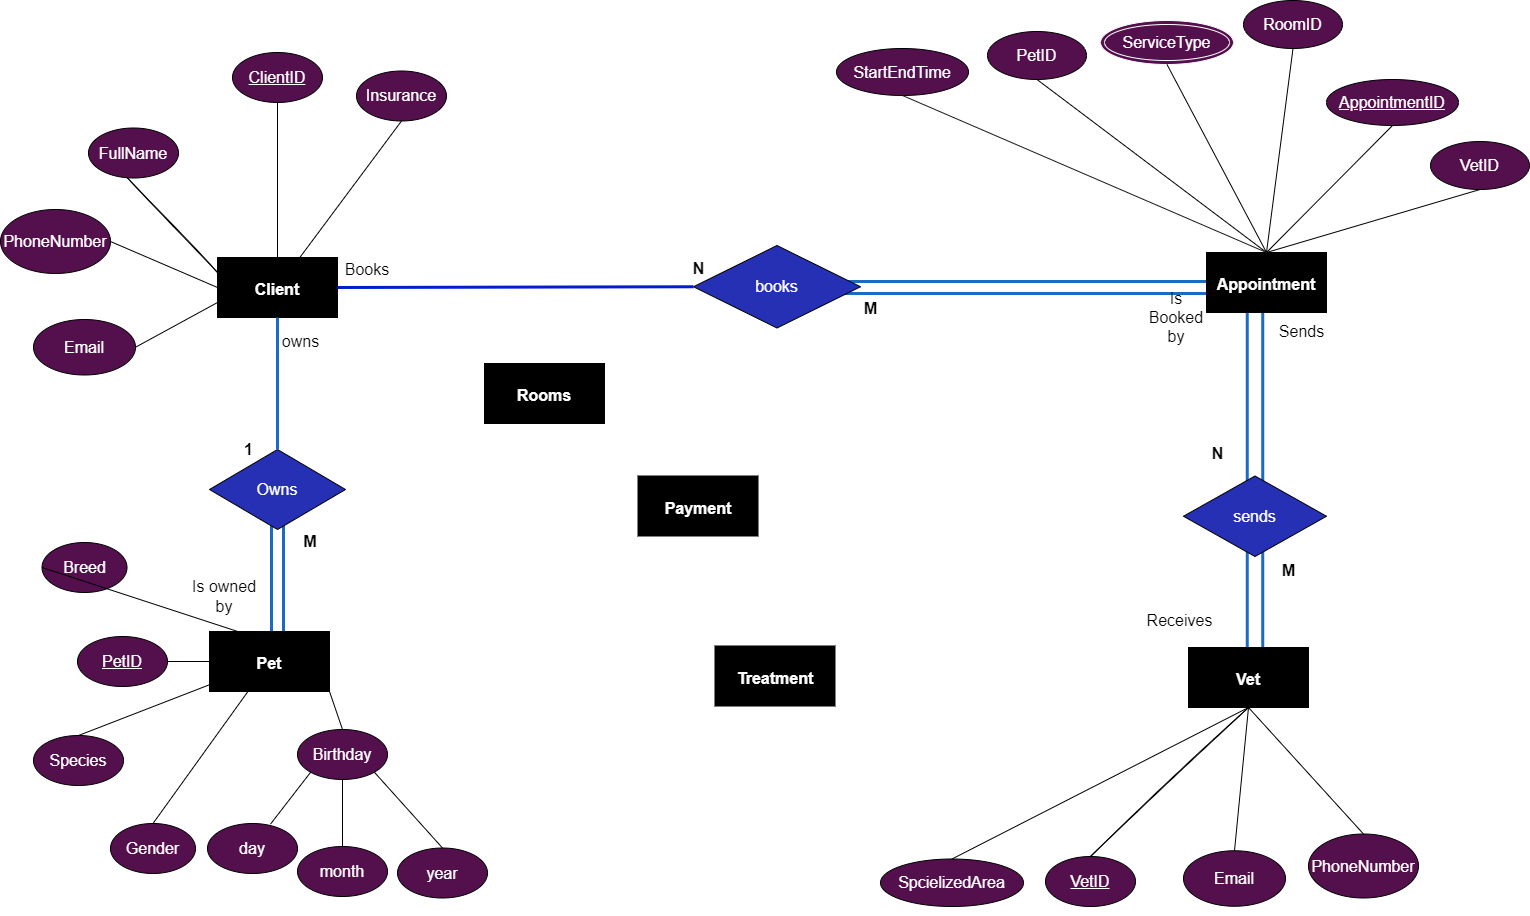 RoomID
ServiceType
PetID
StartEndTime
ClientID
Insurance
AppointmentID
FullName
VetID
PhoneNumber
Books
N
Client
books
Appointment
M
Is
Booked
by
Sends
owns
Email
Rooms
1
N
Owns
Payment
sends
M
M
Breed
Is owned
by
Receives
PetID
Pet
Treatment
Vet
Species
Birthday
Gender
day
month
year
SpcielizedArea
VetID
Email
PhoneNumber